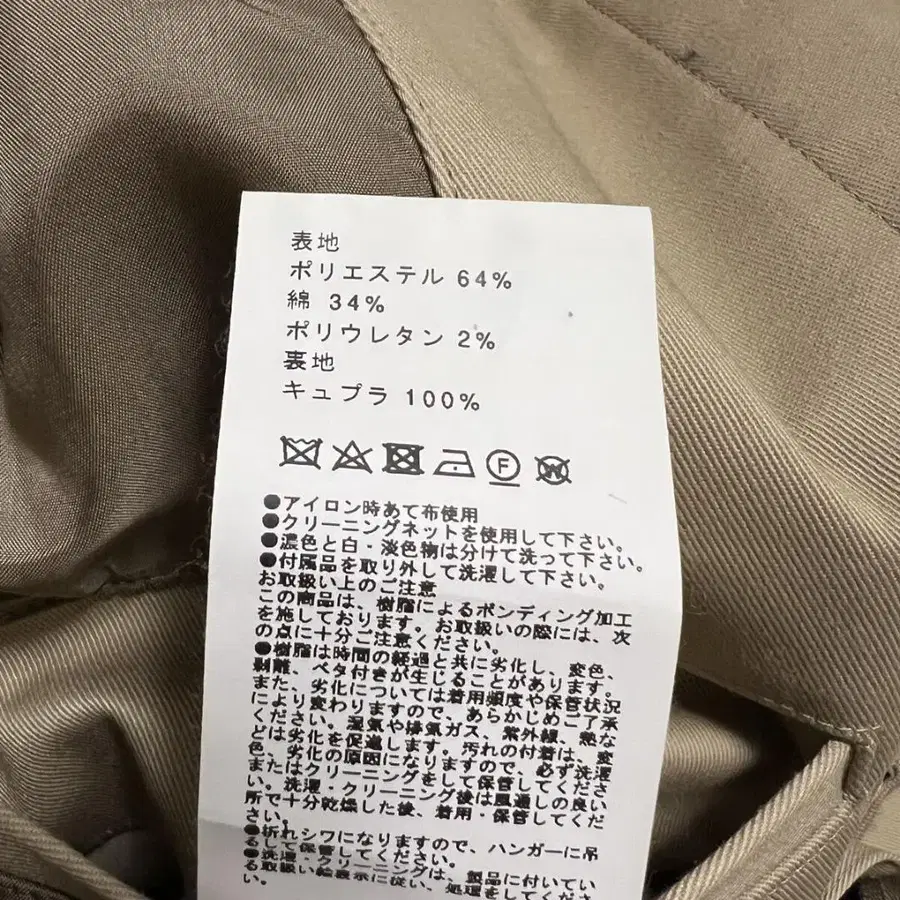 表地
ポリエステル 64%
綿 34%
ポリウレタン 2%
裏地
キュプラ 100%
F
W
●アイロン時あて布使用
●クリーニングネットを使用して下さい。
●濃色と白・淡色物は分けて洗って下さい。
●付属品を取り外して洗濯して下さい。
お取扱い上のご注意
この商品は、樹脂によるボンディング加工
を施しております。お取扱いの際には、次
の点に十分ご注意ください。
●樹脂は時間の経過と共に劣化し、変色、
剥離、ベタ付きが生じることがあります。
また、劣化については着用頻度や保管状況
により変わりますので、あらかじめご了承
ください。湿気や排気ガス、紫外線、熱な
どは劣化を促進します。汚れの付着は、変
色、劣化の原因になりますので、必ず洗濯
またはクリーニングをして保管してくださ
い。洗濯・クリーニング後は風通しの良い
所で十分乾燥した後、着用・保管してくだ
さい。
●折れシワになりますので、ハンガーに吊
るして保管してください。
●洗濯・クリーニングは、製品に付いてい
る取扱い絵表示に従い、処理をしてくださ
い。